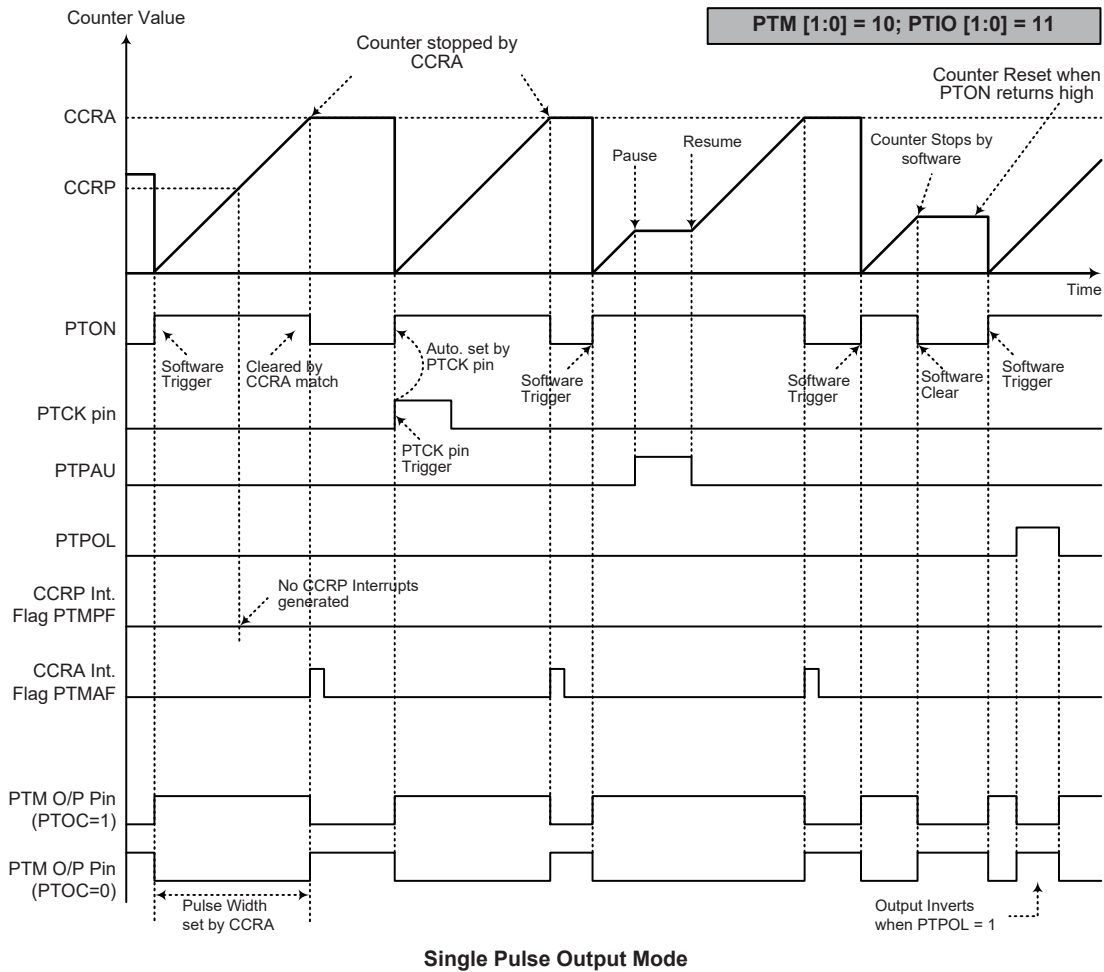 Counter Value
PTM [1:0] = 10; PTIO [1:0] = 11
Counter stopped by
CCRA
Counter Reset when
PTON returns high
CCRA
Pause
Resume
Counter Stops by
software
CCRP
Time
PTON
Software
Trigger
Cleared by
CCRA match
Auto. set by
PTCK pin
Software
Trigger
Software
Trigger
Software
Clear
Software
Trigger
PTCK pin
PTCK pin
Trigger
PTPAU
PTPOL
CCRP Int.
Flag PTMPF
No CCRP Interrupts
generated
CCRA Int.
Flag PTMAF
PTM O/P Pin
(PTOC=1)
PTM O/P Pin
(PTOC=0)
Pulse Width
set by CCRA
Output Inverts
when PTPOL = 1
Single Pulse Output Mode